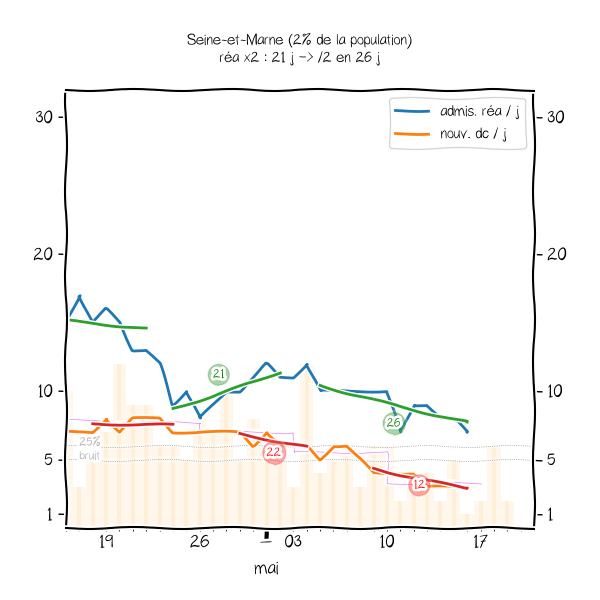 Seine-et-Marne (2% de la population)
réa x2 : 21 j -> /2 en 26 j
admis. réa / j
nouv. dc / j
30 30
20 20
10 10
5 5
1 1
21
26
22
12
25%
bruit
19 26 03 10 17
mai